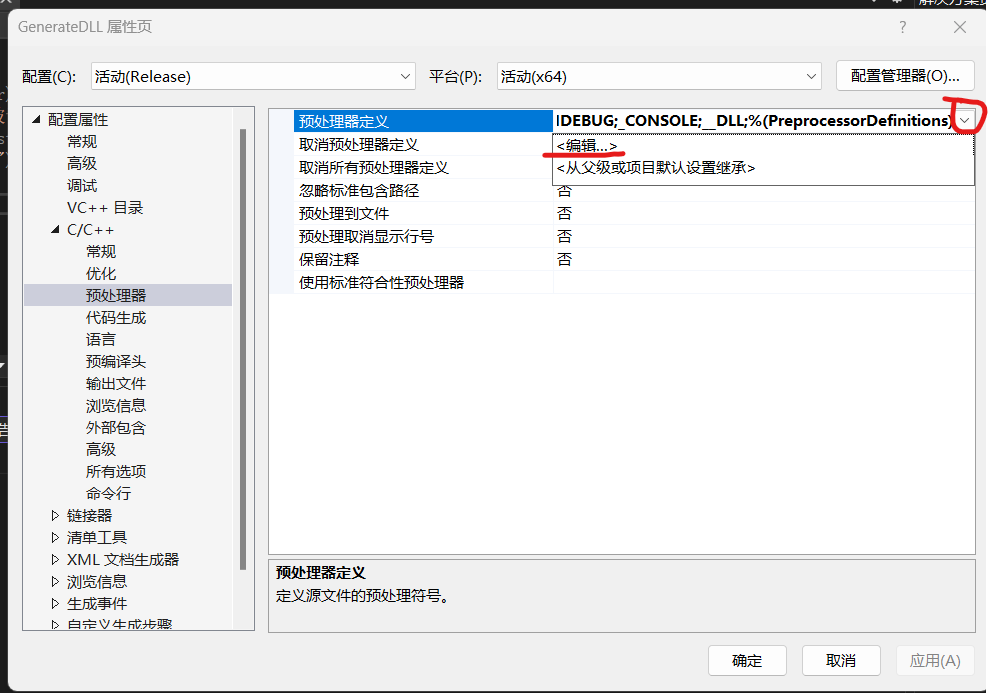 GenerateDLL 属性页
配置(C):
活动(Release)
平台(P):
活动(x64)
配置管理器(O)...
配置属性
常规
高级
调试
VC++ 目录
C/C++
常规
优化
预处理器
代码生成
语言
预编译头
输出文件
浏览信息
外部包含
高级
所有选项
命令行
链接器
清单工具
XML 文档生成器
浏览信息
生成事件
自定义生成步骤
预处理器定义
IDEBUG;_CONSOLE;__DLL;%(PreprocessorDefinitions)
取消预处理器定义
<编辑...>
取消所有预处理器定义
<从父级或项目默认设置继承>
忽略标准包含路径
否
预处理到文件
否
预处理取消显示行号
否
保留注释
否
使用标准符合性预处理器
预处理器定义
定义源文件的预处理符号。
确定
取消
应用(A)